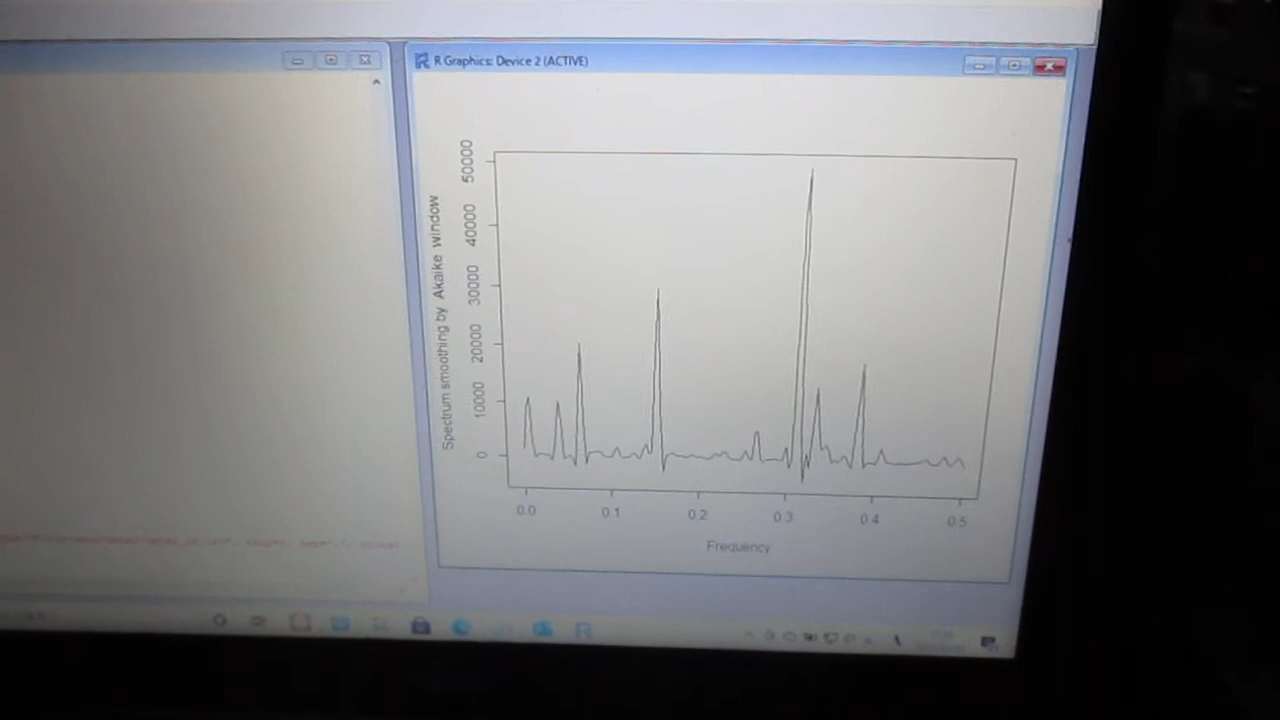 R Graphics: Device 2 (ACTIVE)
Spectrum smoothing by Akaike window
50000
40000
30000
20000
10000
0
0.0 0.1 0.2 0.3 0.4 0.5
Frequency